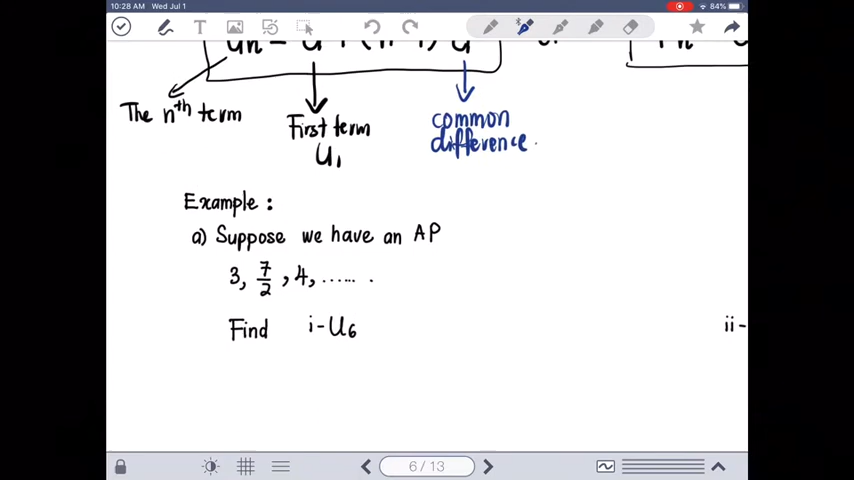 10:28 AM Wed Jul 1
84%
The nth term
First term
U1
common
difference
Example :
a) Suppose we have an AP
3, 7/2, 4, ...... .
Find i - U6
ii -
6 / 13